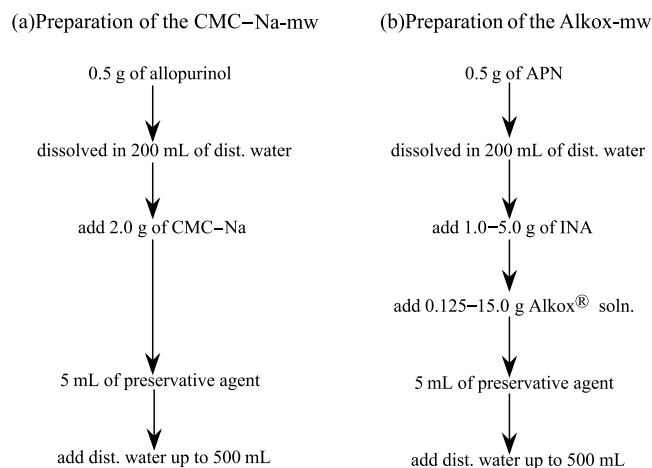 (a)Preparation of the CMC−Na-mw
0.5 g of allopurinol
dissolved in 200 mL of dist. water
add 2.0 g of CMC−Na
5 mL of preservative agent
add dist. water up to 500 mL
(b)Preparation of the Alkox-mw
0.5 g of APN
dissolved in 200 mL of dist. water
add 1.0−5.0 g of INA
add 0.125−15.0 g Alkox® soln.
5 mL of preservative agent
add dist. water up to 500 mL